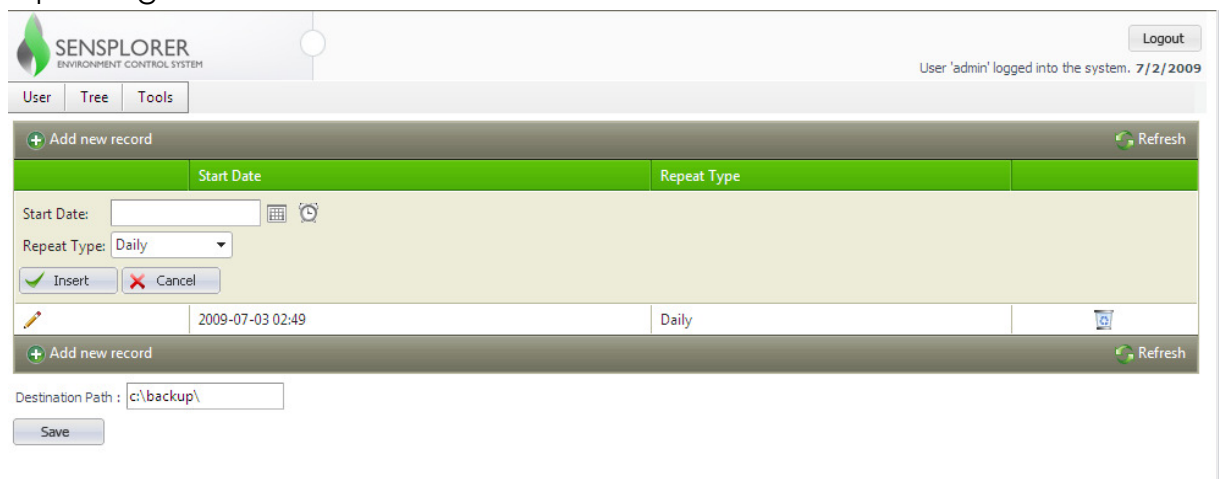 SENSPLORER
ENVIRONMENT CONTROL SYSTEM
Logout
User 'admin' logged into the system. 7/2/2009
User Tree Tools
Add new record Refresh
Start Date Repeat Type
Start Date:
Repeat Type: Daily
Insert Cancel
2009-07-03 02:49 Daily
Add new record Refresh
Destination Path : c:\backup\
Save